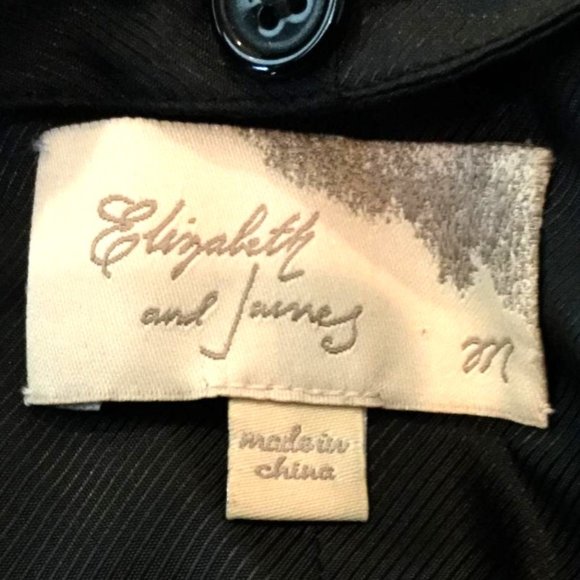 Elizabeth
and James
m
made in
china